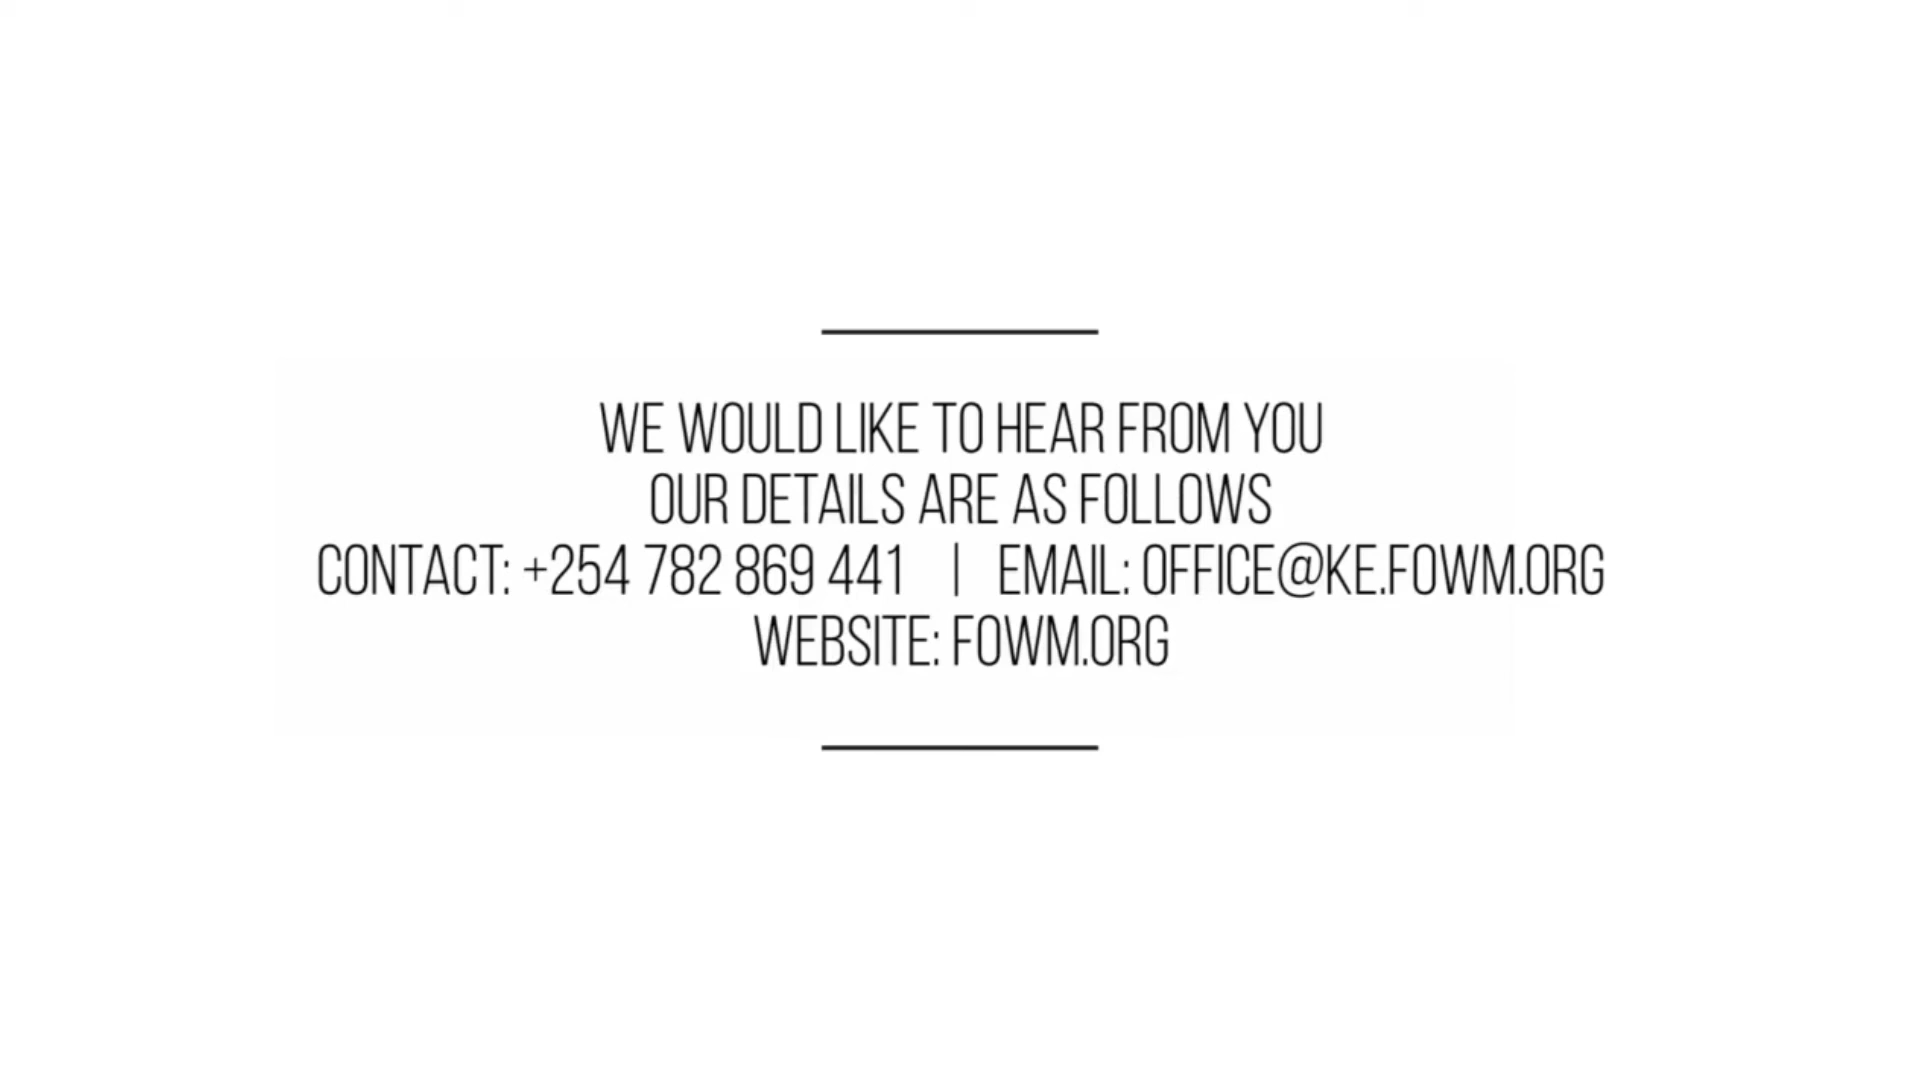 WE WOULD LIKE TO HEAR FROM YOU
OUR DETAILS ARE AS FOLLOWS
CONTACT: +254 782 869 441 | EMAIL: OFFICE@KE.FOWM.ORG
WEBSITE: FOWM.ORG